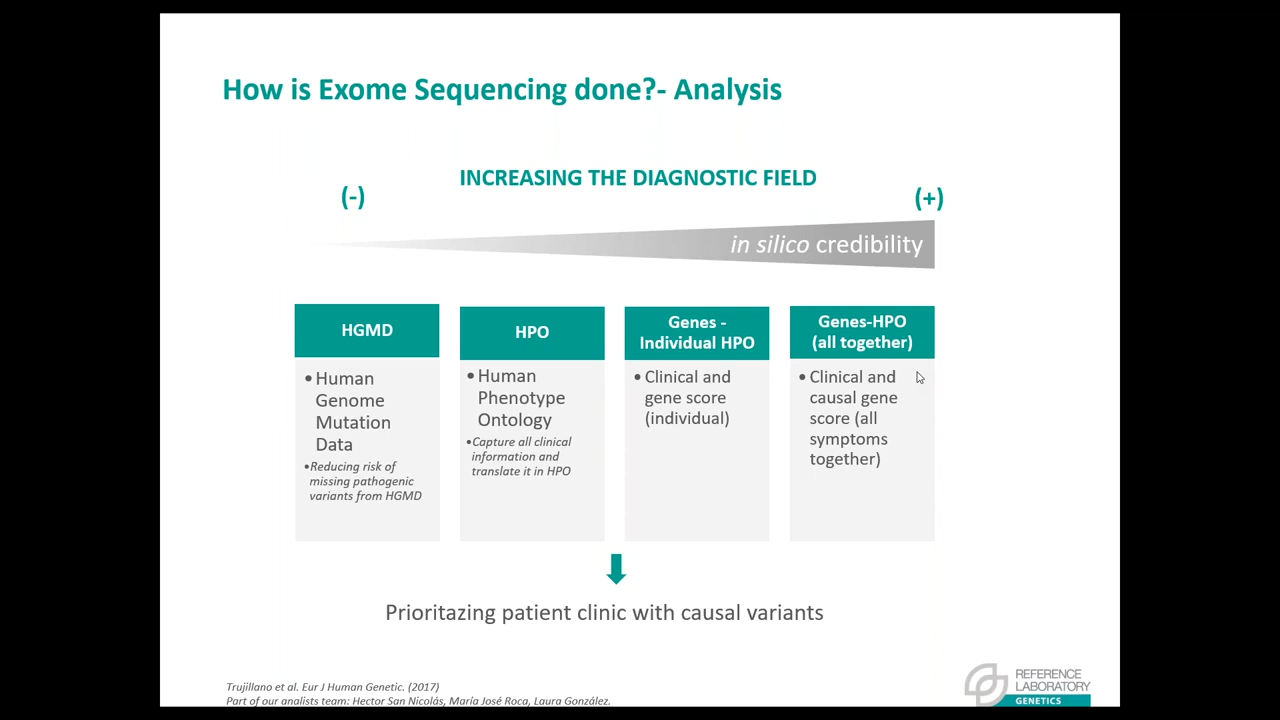 How is Exome Sequencing done?- Analysis
INCREASING THE DIAGNOSTIC FIELD
(-)
(+)
in silico credibility
HGMD
•Human
Genome
Mutation
Data
•Reducing risk of
missing pathogenic
variants from HGMD
HPO
•Human
Phenotype
Ontology
•Capture all clinical
information and
translate it in HPO
Genes -
Individual HPO
•Clinical and
gene score
(individual)
Genes-HPO
(all together)
•Clinical and
causal gene
score (all
symptoms
together)
Prioritazing patient clinic with causal variants
Trujillano et al. Eur J Human Genetic. (2017)
Part of our analists team: Hector San Nicolás, María José Roca, Laura González.
REFERENCE
LABORATORY
GENETICS